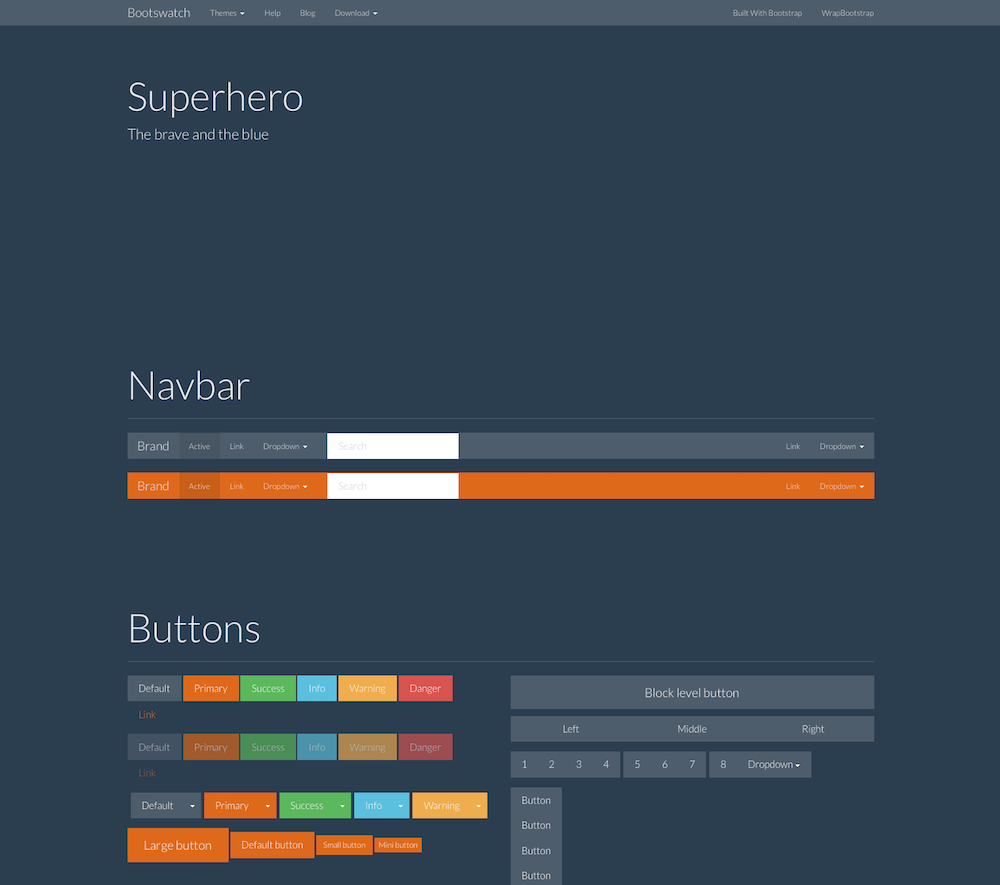 Bootswatch Themes Help Blog Download Built With Bootstrap WrapBootstrap
Superhero
The brave and the blue
Navbar
Brand Active Link Dropdown Search Link Dropdown
Brand Active Link Dropdown Search Link Dropdown
Buttons
Default Primary Success Info Warning Danger
Link
Default Primary Success Info Warning Danger
Link
Default Primary Success Info Warning
Large button Default button Small button Mini button
Block level button
Left Middle Right
1 2 3 4 5 6 7 8 Dropdown
Button
Button
Button
Button